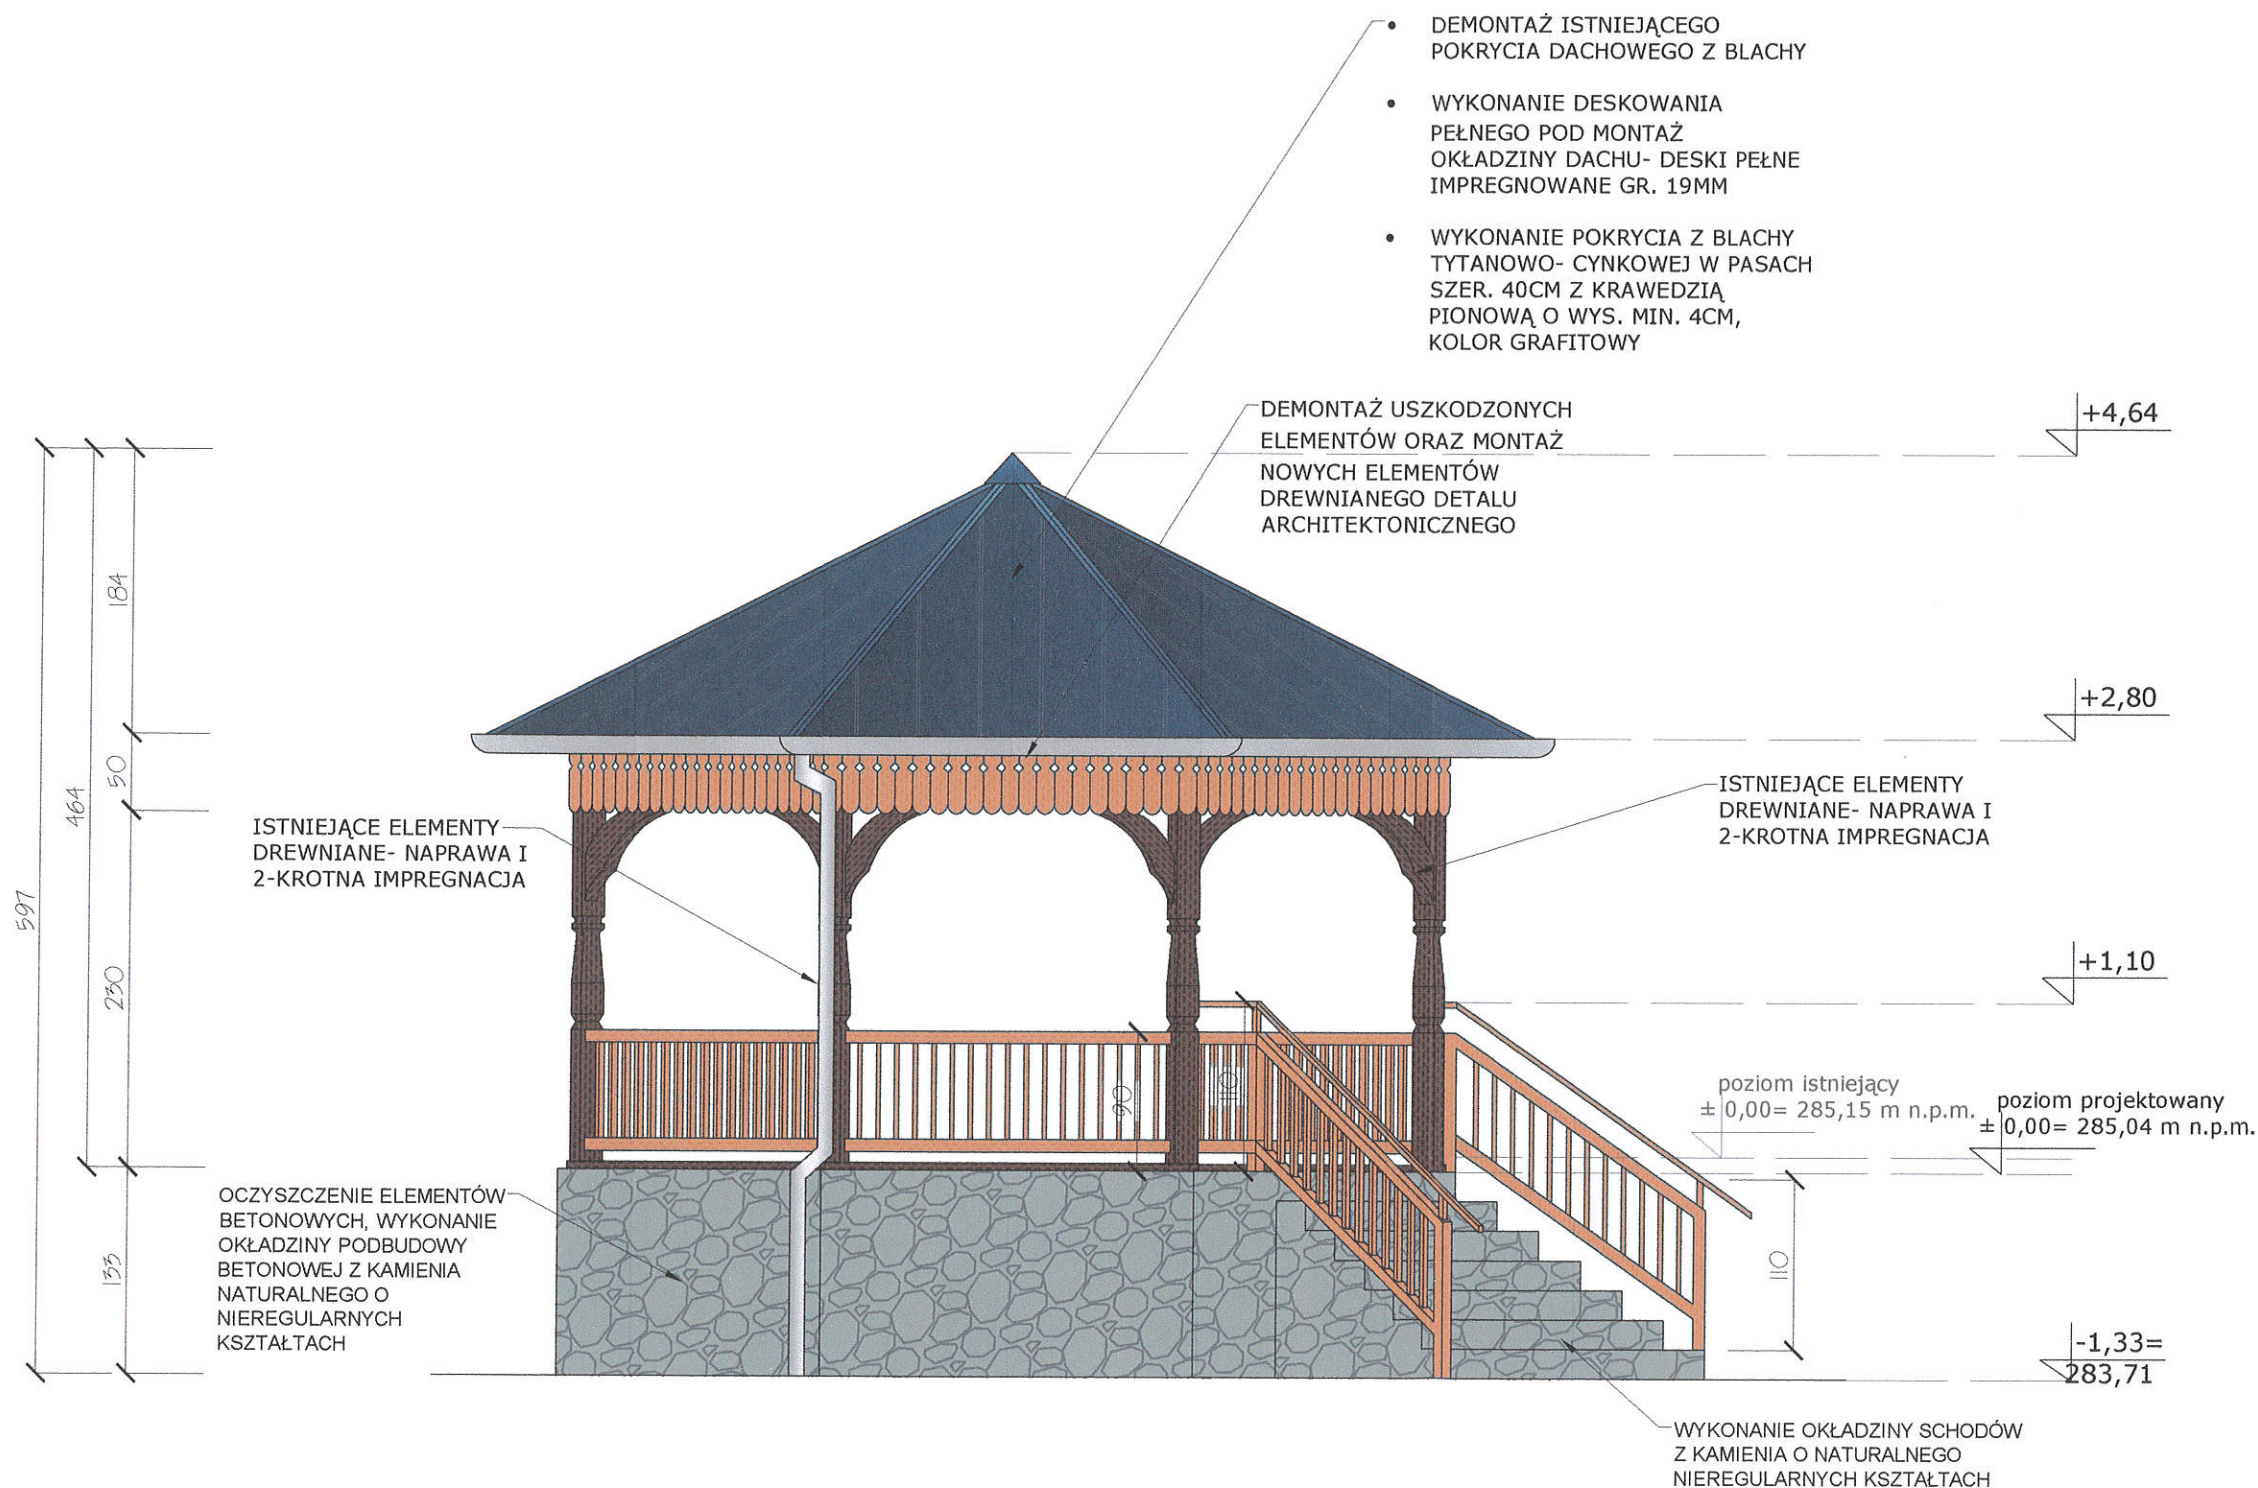 • DEMONTAŻ ISTNIEJĄCEGO
POKRYCIA DACHOWEGO Z BLACHY
• WYKONANIE DESKOWANIA
PEŁNEGO POD MONTAŻ
OKŁADZINY DACHU- DESKI PEŁNE
IMPREGNOWANE GR. 19MM
• WYKONANIE POKRYCIA Z BLACHY
TYTANOWO- CYNKOWEJ W PASACH
SZER. 40CM Z KRAWEDZIĄ
PIONOWĄ O WYS. MIN. 4CM,
KOLOR GRAFITOWY
DEMONTAŻ USZKODZONYCH
ELEMENTÓW ORAZ MONTAŻ
NOWYCH ELEMENTÓW
DREWNIANEGO DETALU
ARCHITEKTONICZNEGO
+4,64
+2,80
+1,10
184
50
464
597
230
133
ISTNIEJĄCE ELEMENTY
DREWNIANE- NAPRAWA I
2-KROTNA IMPREGNACJA
ISTNIEJĄCE ELEMENTY
DREWNIANE- NAPRAWA I
2-KROTNA IMPREGNACJA
90
110
poziom istniejący
± 0,00= 285,15 m n.p.m.
poziom projektowany
± 0,00= 285,04 m n.p.m.
OCZYSZCZENIE ELEMENTÓW
BETONOWYCH, WYKONANIE
OKŁADZINY PODBUDOWY
BETONOWEJ Z KAMIENIA
NATURALNEGO O
NIEREGULARNYCH
KSZTAŁTACH
110
-1,33=
283,71
WYKONANIE OKŁADZINY SCHODÓW
Z KAMIENIA O NATURALNEGO
NIEREGULARNYCH KSZTAŁTACH